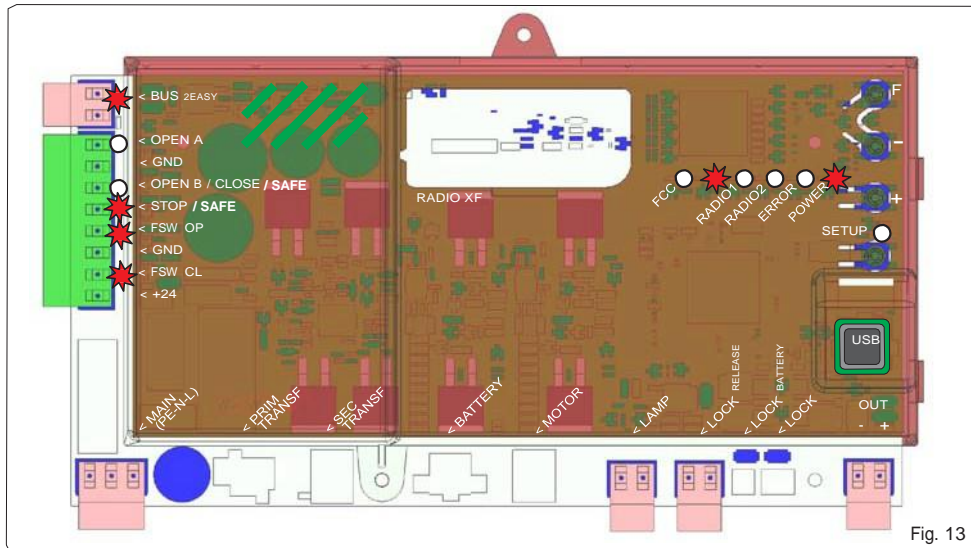 < BUS 2EASY
< OPEN A
< GND
< OPEN B / CLOSE / SAFE
< STOP / SAFE
< FSW OP
< GND
< FSW CL
< +24
RADIO XF
FCC
RADIO1
RADIO2
ERROR
POWER
F
-
+
SETUP
USB
< MAIN
(PE-N-L)
< PRIM
TRANSF
< SEC
TRANSF
< BATTERY
< MOTOR
< LAMP
< LOCK RELEASE
< LOCK BATTERY
< LOCK
OUT
- +
Fig. 13